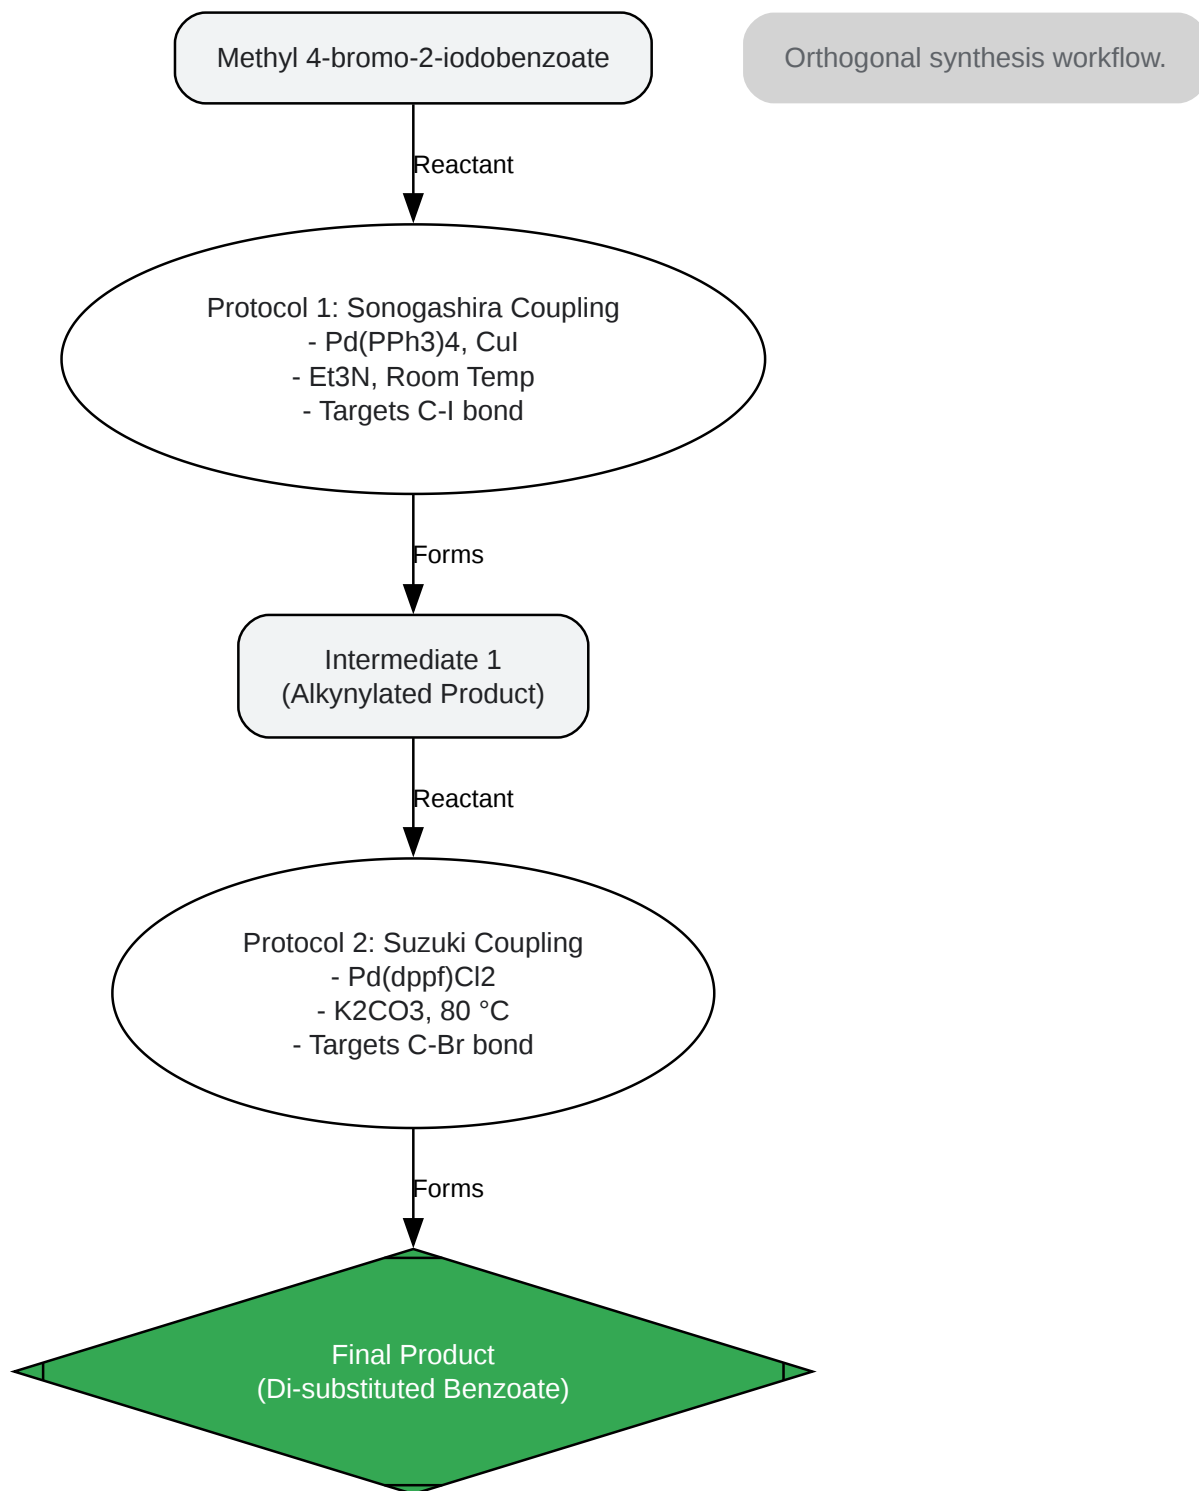 Methyl 4-bromo-2-iodobenzoate
Orthogonal synthesis workflow.
Reactant
Protocol 1: Sonogashira Coupling
- Pd(PPh3)4, CuI
- Et3N, Room Temp
- Targets C-I bond
Forms
Intermediate 1
(Alkynylated Product)
Reactant
Protocol 2: Suzuki Coupling
- Pd(dppf)Cl2
- K2CO3, 80 °C
- Targets C-Br bond
Forms
Final Product
(Di-substituted Benzoate)